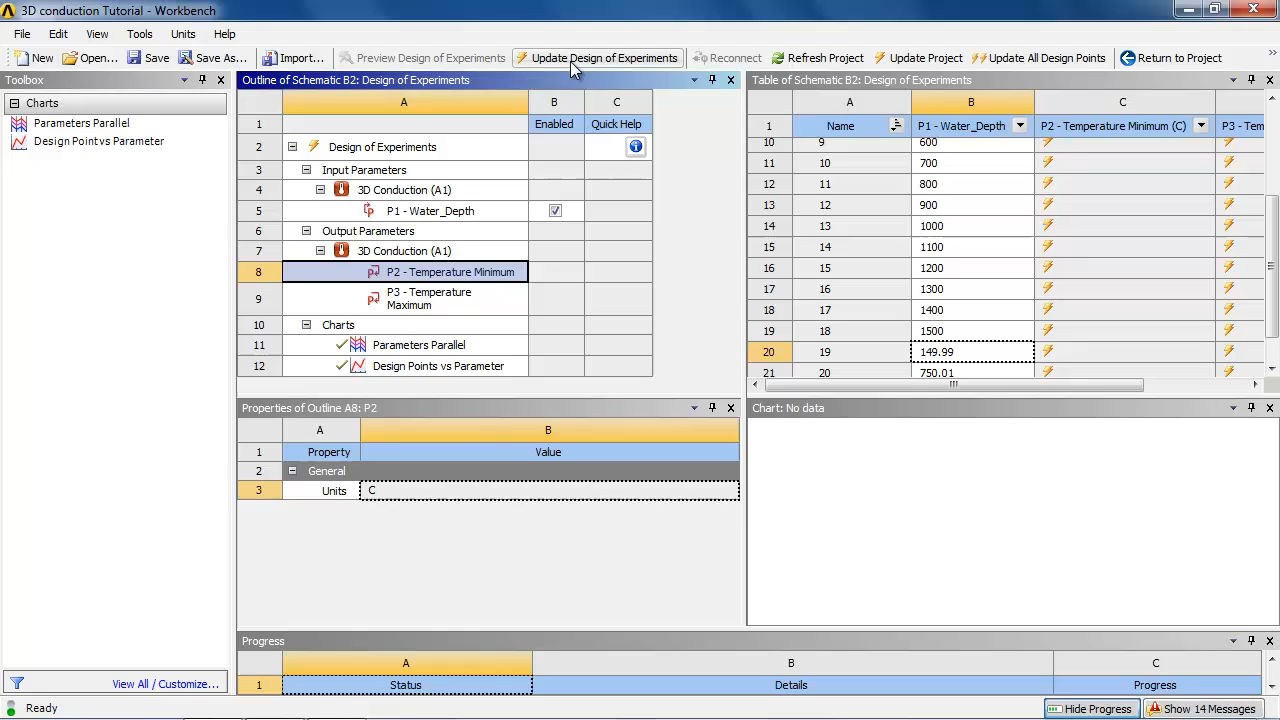 3D conduction Tutorial - Workbench
File Edit View Tools Units Help
New Open... Save Save As... Import... Preview Design of Experiments Update Design of Experiments Reconnect Refresh Project Update Project Update All Design Points Return to Project
Toolbox
Charts
Parameters Parallel
Design Point vs Parameter
View All / Customize...
Outline of Schematic B2: Design of Experiments
A B C
1 Enabled Quick Help
2 Design of Experiments
3 Input Parameters
4 3D Conduction (A1)
5 P1 - Water_Depth
6 Output Parameters
7 3D Conduction (A1)
8 P2 - Temperature Minimum
9 P3 - Temperature
Maximum
10 Charts
11 Parameters Parallel
12 Design Points vs Parameter
Table of Schematic B2: Design of Experiments
A B C
1 Name P1 - Water_Depth P2 - Temperature Minimum (C) P3 - Tem
10 9 600
11 10 700
12 11 800
13 12 900
14 13 1000
15 14 1100
16 15 1200
17 16 1300
18 17 1400
19 18 1500
20 19 149.99
21 20 750.01
Properties of Outline A8: P2
A B
1 Property Value
2 General
3 Units C
Chart: No data
Progress
A B C
1 Status Details Progress
Ready
Hide Progress Show 14 Messages